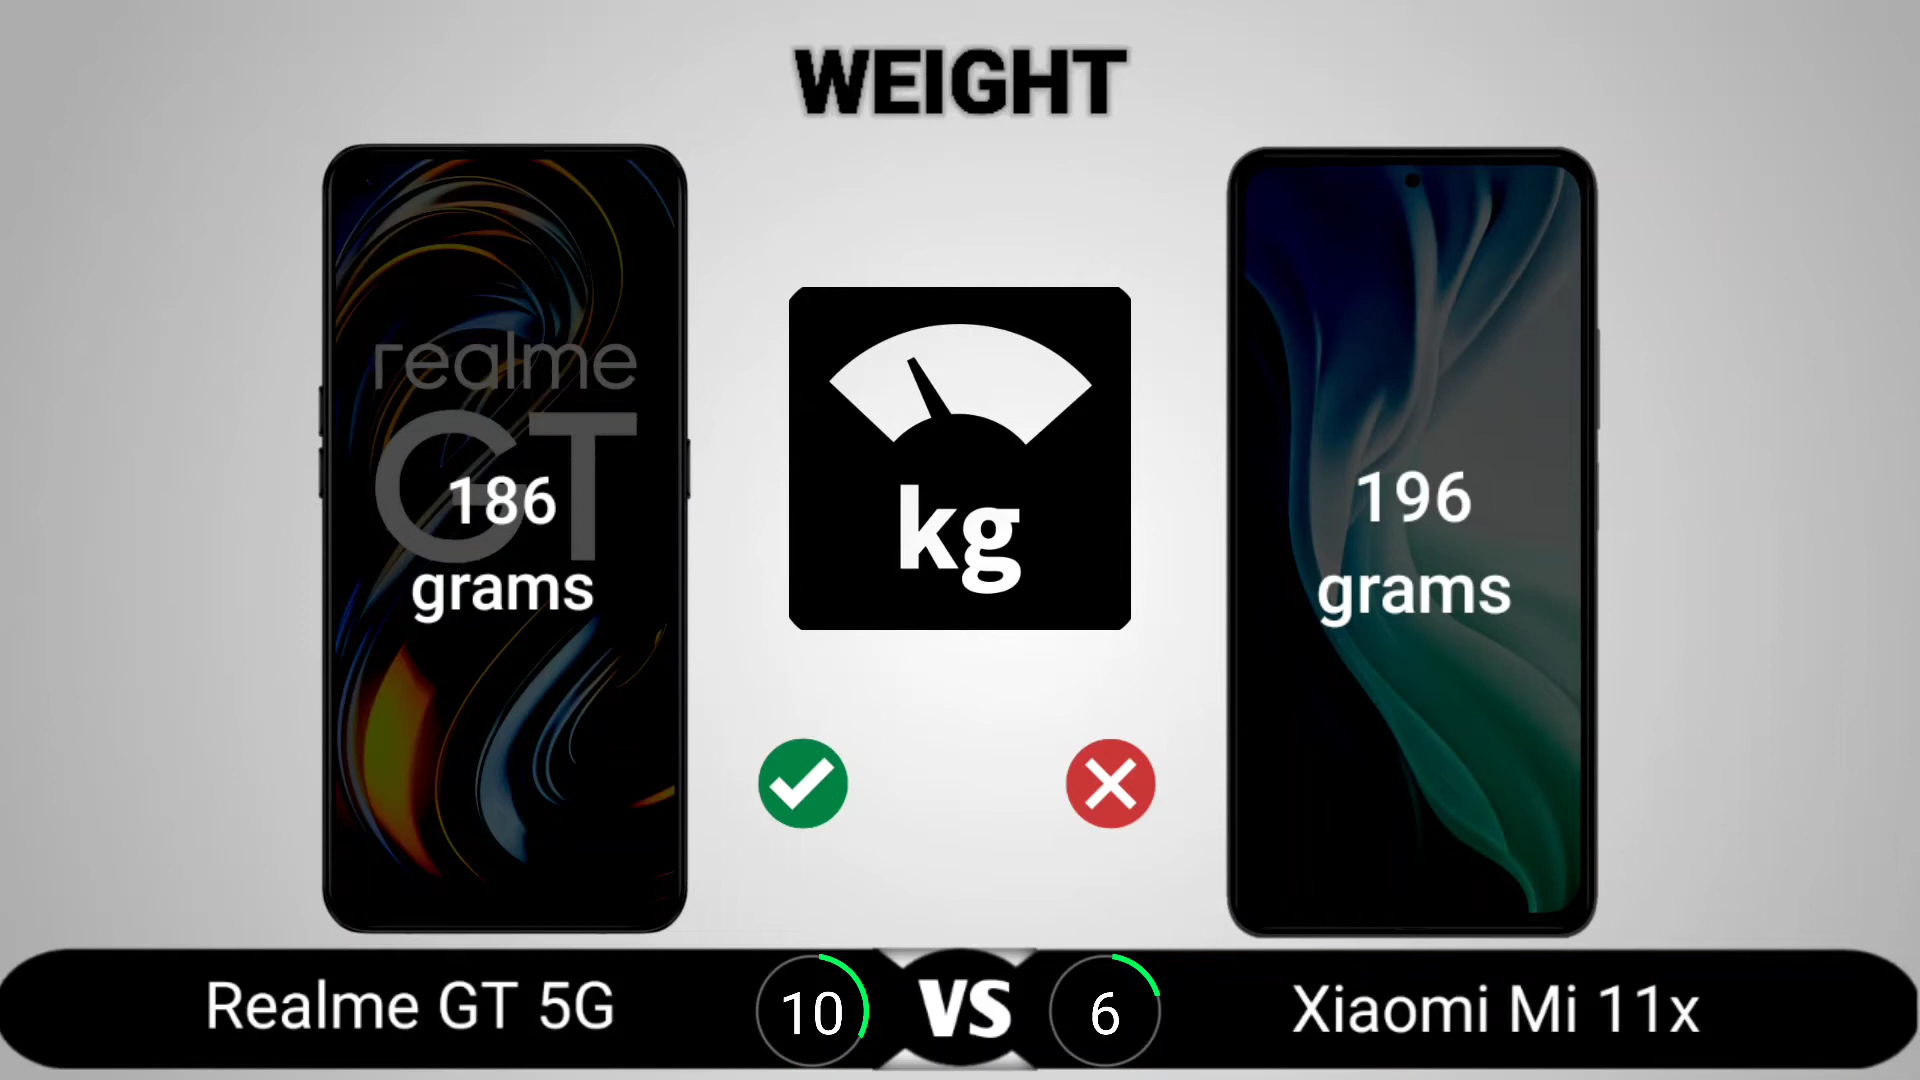 WEIGHT
realme
GT
186
grams
kg
196
grams
Realme GT 5G
10
VS
6
Xiaomi Mi 11x